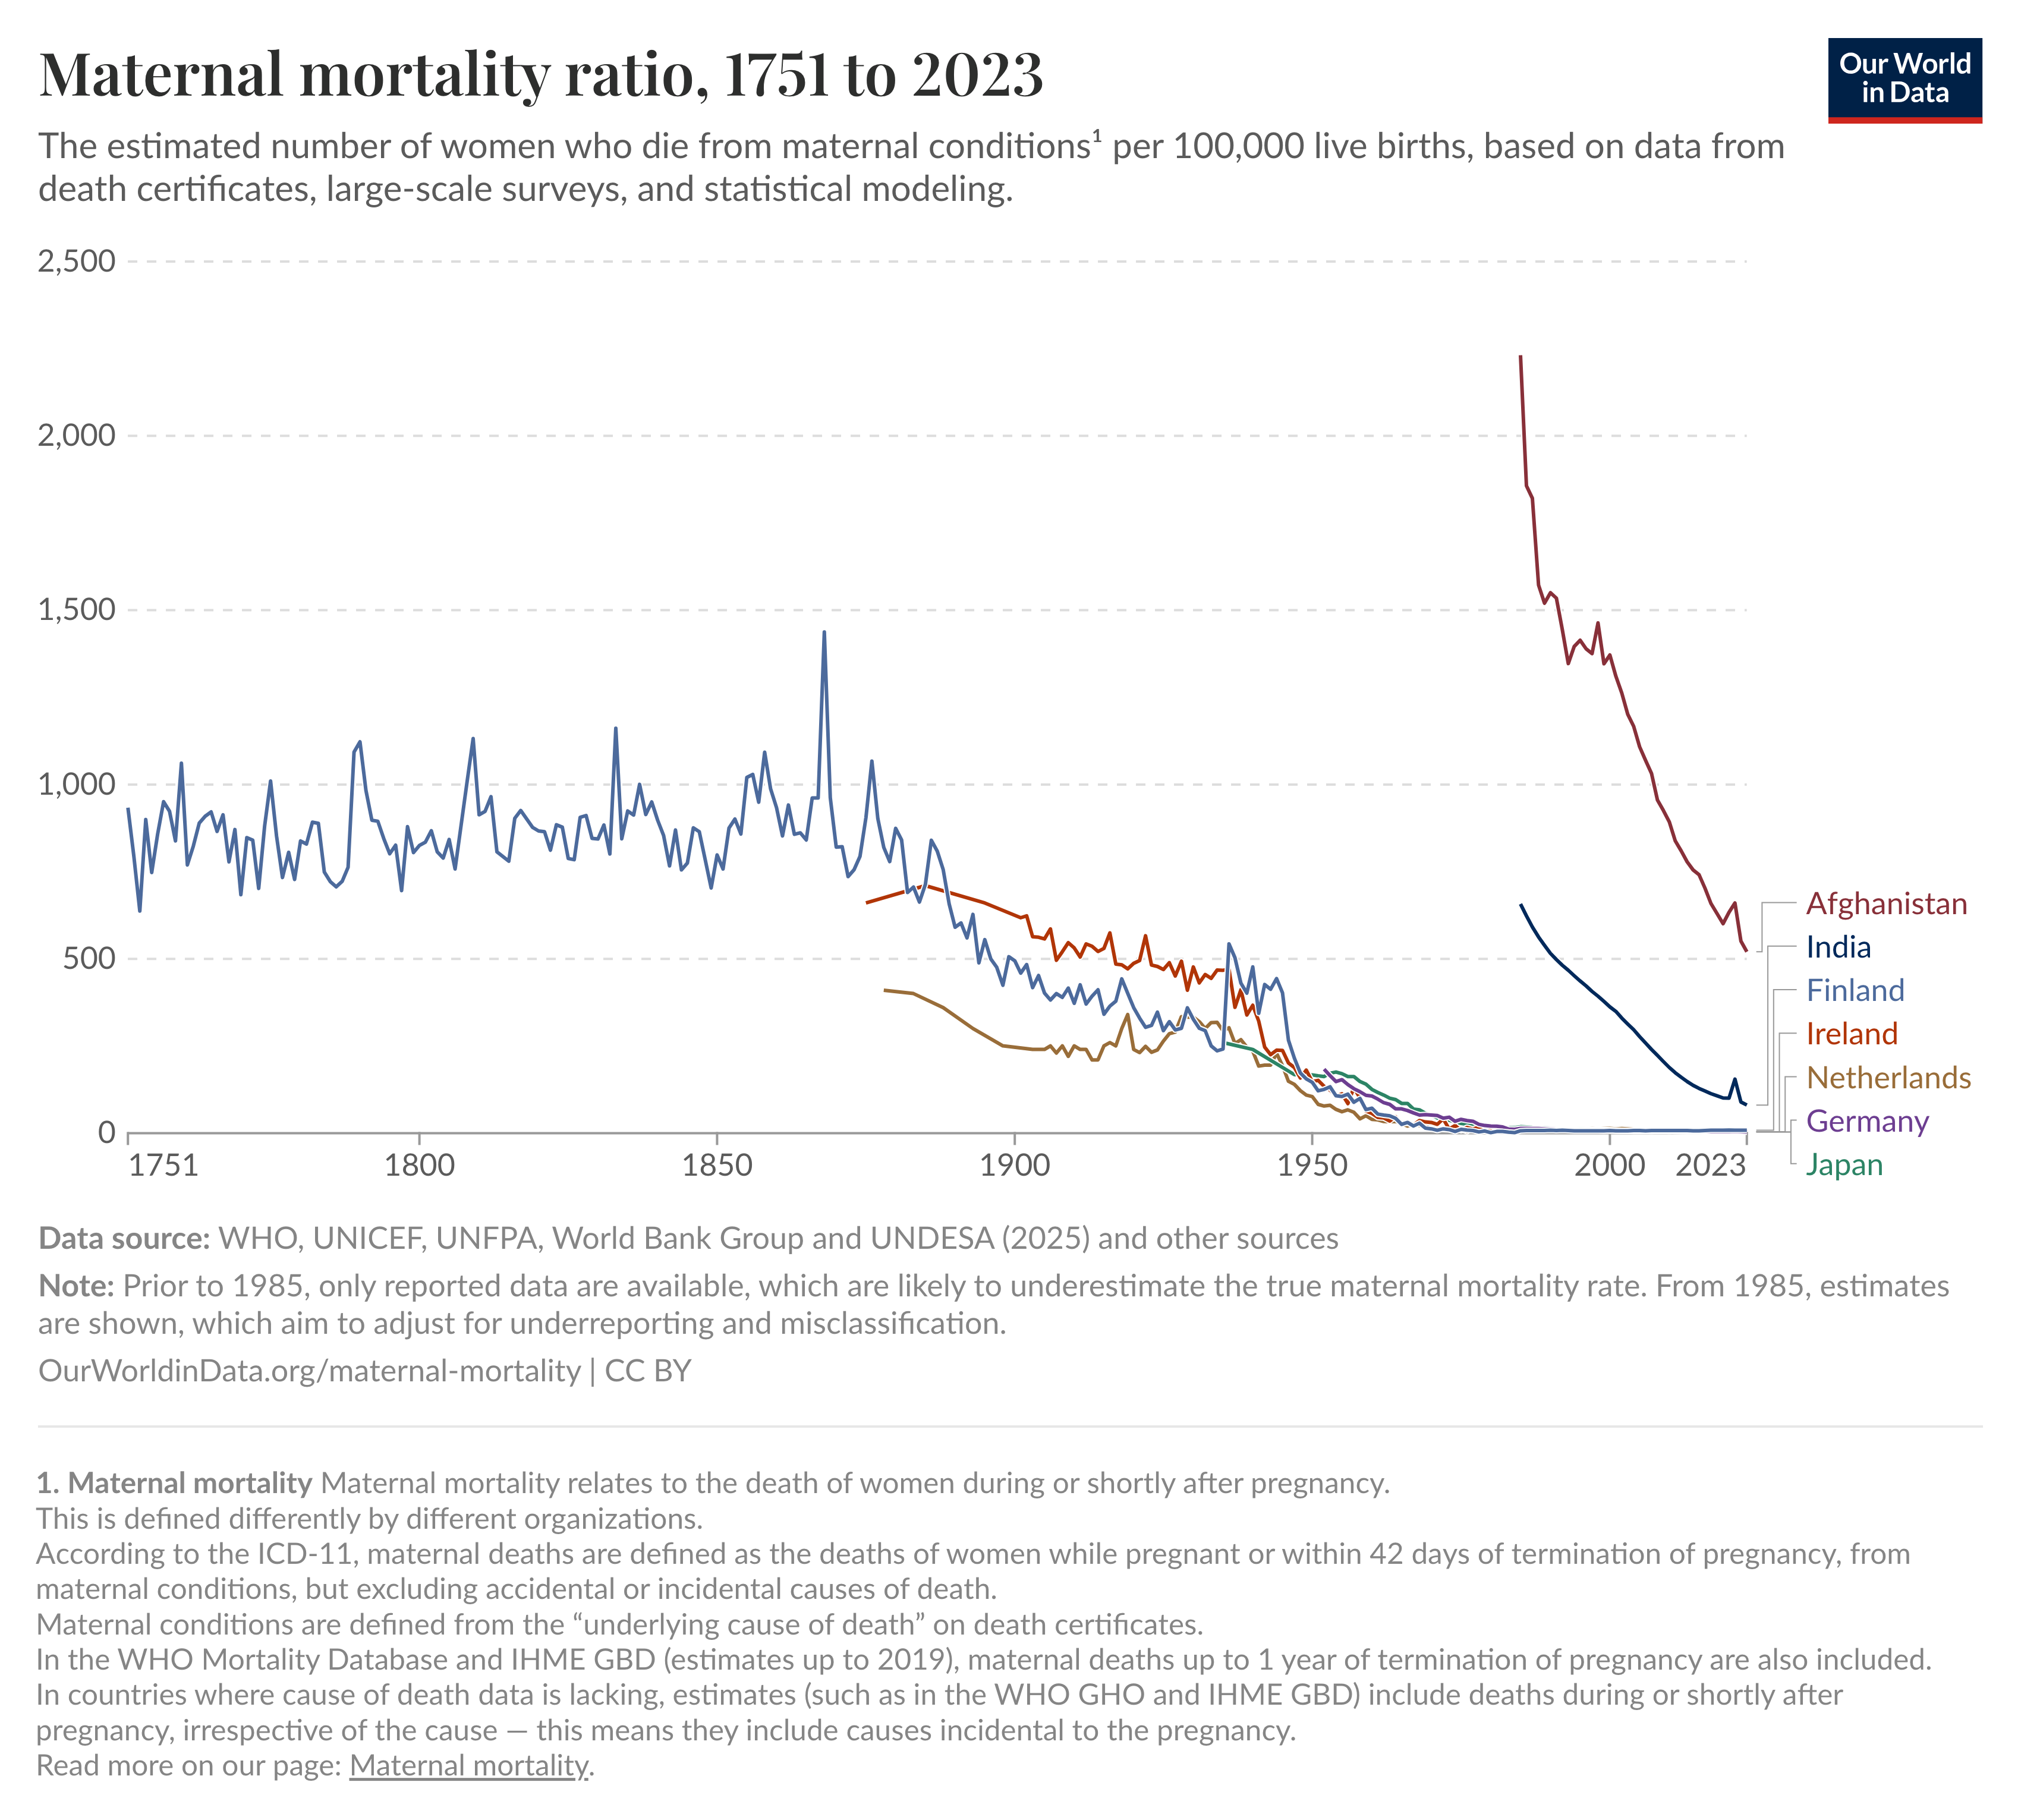 Maternal mortality ratio, 1751 to 2023
Our World
in Data
The estimated number of women who die from maternal conditions¹ per 100,000 live births, based on data from
death certificates, large-scale surveys, and statistical modeling.
2,500
2,000
1,500
1,000
500
0
1751
1800
1850
1900
1950
2000
2023
Afghanistan
India
Finland
Ireland
Netherlands
Germany
Japan
Data source: WHO, UNICEF, UNFPA, World Bank Group and UNDESA (2025) and other sources
Note: Prior to 1985, only reported data are available, which are likely to underestimate the true maternal mortality rate. From 1985, estimates
are shown, which aim to adjust for underreporting and misclassification.
OurWorldinData.org/maternal-mortality | CC BY
1. Maternal mortality Maternal mortality relates to the death of women during or shortly after pregnancy.
This is defined differently by different organizations.
According to the ICD-11, maternal deaths are defined as the deaths of women while pregnant or within 42 days of termination of pregnancy, from
maternal conditions, but excluding accidental or incidental causes of death.
Maternal conditions are defined from the “underlying cause of death” on death certificates.
In the WHO Mortality Database and IHME GBD (estimates up to 2019), maternal deaths up to 1 year of termination of pregnancy are also included.
In countries where cause of death data is lacking, estimates (such as in the WHO GHO and IHME GBD) include deaths during or shortly after
pregnancy, irrespective of the cause — this means they include causes incidental to the pregnancy.
Read more on our page: Maternal mortality.